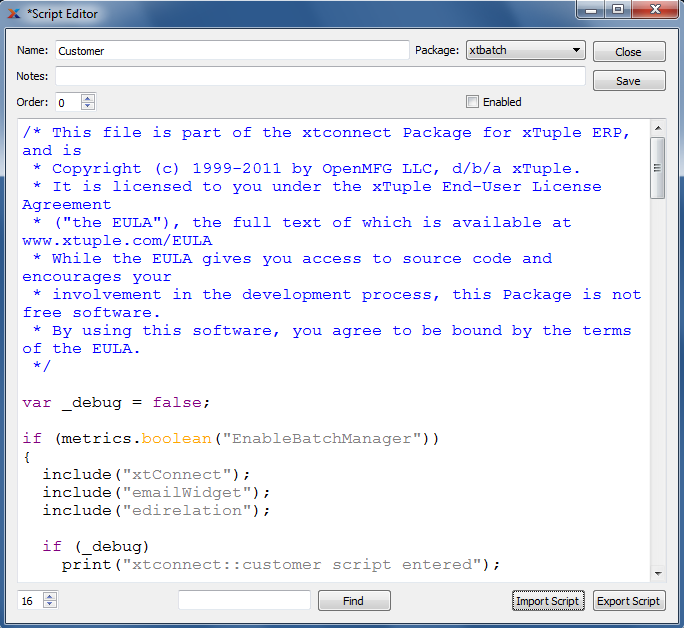 *Script Editor
Name: Customer Package: xtbatch Close
Notes: Save
Order: 0 Enabled
/* This file is part of the xtconnect Package for xTuple ERP,
and is
* Copyright (c) 1999-2011 by OpenMFG LLC, d/b/a xTuple.
* It is licensed to you under the xTuple End-User License
Agreement
* ("the EULA"), the full text of which is available at
www.xtuple.com/EULA
* While the EULA gives you access to source code and
encourages your
* involvement in the development process, this Package is not
free software.
* By using this software, you agree to be bound by the terms
of the EULA.
*/
var _debug = false;
if (metrics.boolean("EnableBatchManager"))
{
include("xtConnect");
include("emailWidget");
include("edirelation");
if (_debug)
print("xtconnect::customer script entered");
16 Find Import Script Export Script